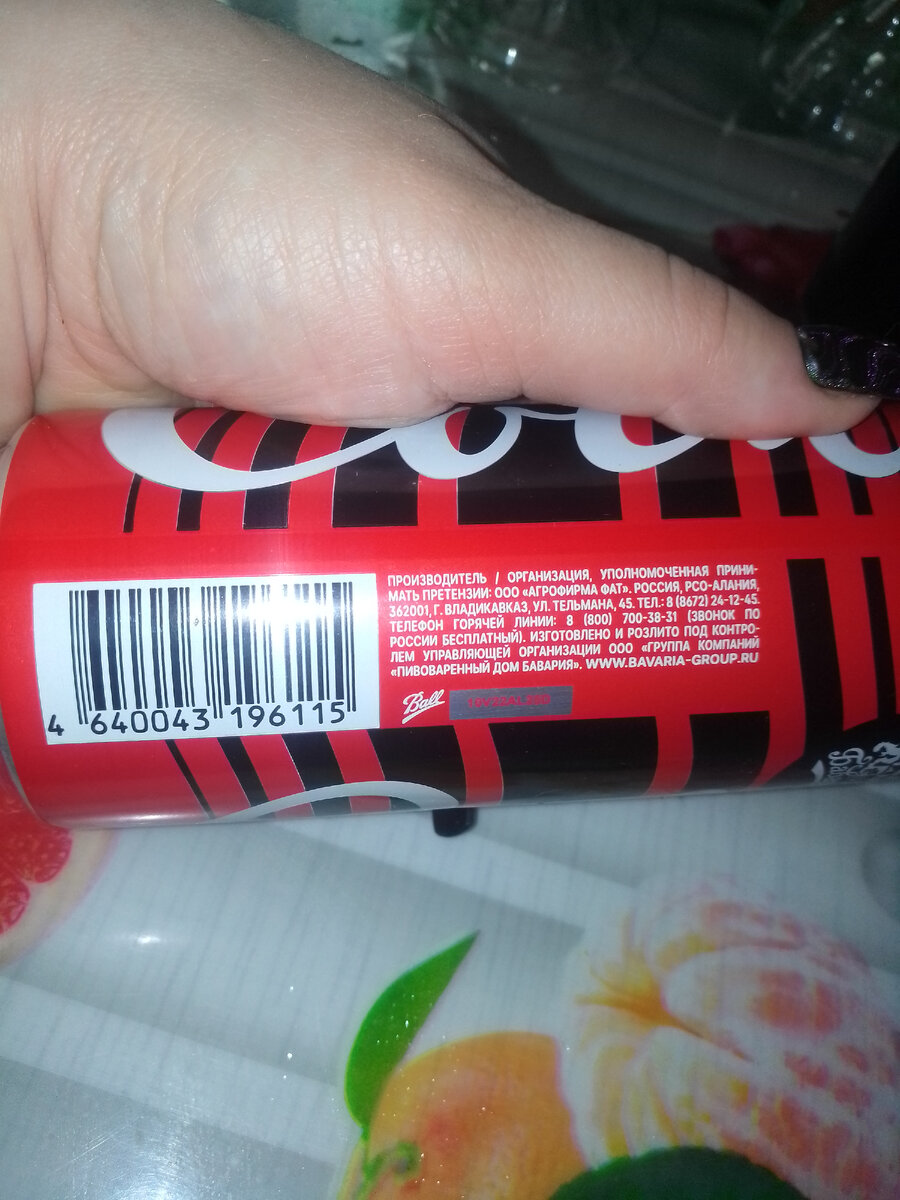 ПРОИЗВОДИТЕЛЬ / ОРГАНИЗАЦИЯ, УПОЛНОМОЧЕННАЯ ПРИНИ-
МАТЬ ПРЕТЕНЗИИ: ООО «АГРОФИРМА ФАТ». РОССИЯ, РСО-АЛАНИЯ,
362001, Г. ВЛАДИКАВКАЗ, УЛ. ТЕЛЬМАНА, 45. ТЕЛ.: 8 (8672) 24-12-45.
ТЕЛЕФОН ГОРЯЧЕЙ ЛИНИИ: 8 (800) 700-38-31 (ЗВОНОК ПО
РОССИИ БЕСПЛАТНЫЙ). ИЗГОТОВЛЕНО И РОЗЛИТО ПОД КОНТРО-
ЛЕМ УПРАВЛЯЮЩЕЙ ОРГАНИЗАЦИИ ООО «ГРУППА КОМПАНИЙ
«ПИВОВАРЕННЫЙ ДОМ БАВАРИЯ». WWW.BAVARIA-GROUP.RU
Ball
4 640043 196115